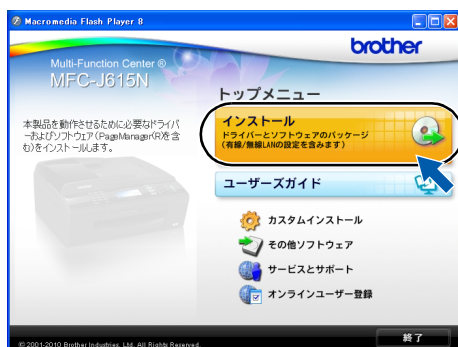 Macromedia Flash Player 8
brother
Multi-Function Center ®
MFC-J615N
トップメニュー
本製品を動作させるために必要なドライバ
ーおよびソフトウェア(PageManager(R)を含
む)をインストールします。
インストール
ドライバーとソフトウェアのパッケージ
(有線/無線LANの設定を含みます)
ユーザーズガイド
カスタムインストール
その他ソフトウェア
サービスとサポート
オンラインユーザー登録
© 2001-2010 Brother Industries, Ltd. All Rights Reserved.
終了